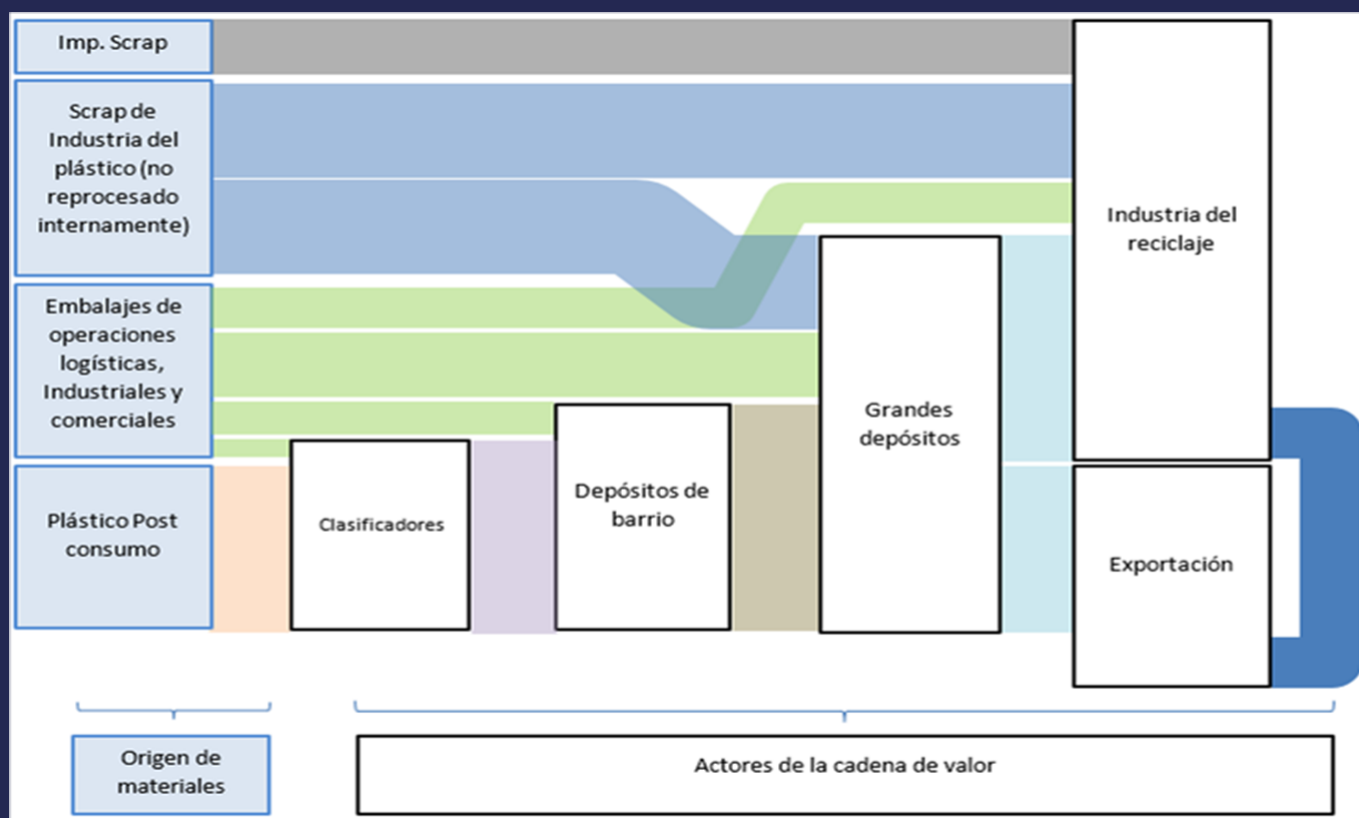 Imp. Scrap
Scrap de
Industria del
plástico (no
reprocesado
internamente)
Embalajes de
operaciones
logísticas,
Industriales y
comerciales
Plástico Post
consumo
Clasificadores
Depósitos de
barrio
Grandes
depósitos
Industria del
reciclaje
Exportación
Origen de
materiales
Actores de la cadena de valor